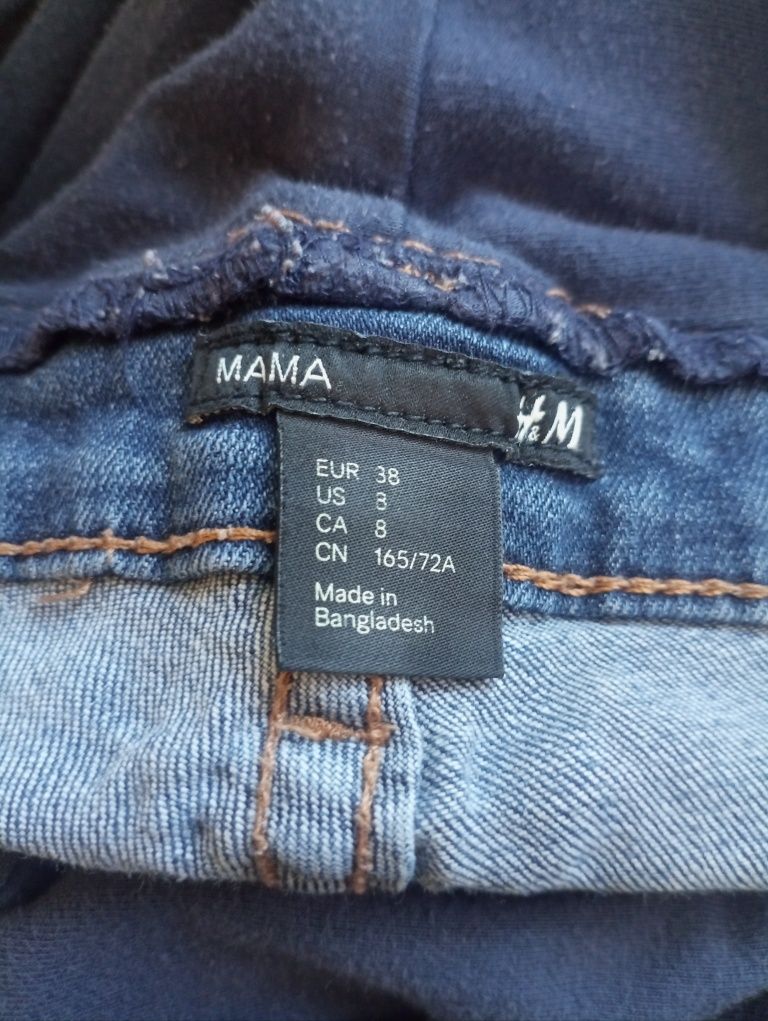 MAMA
H&M
EUR 38
US 8
CA 8
CN 165/72A
Made in
Bangladesh